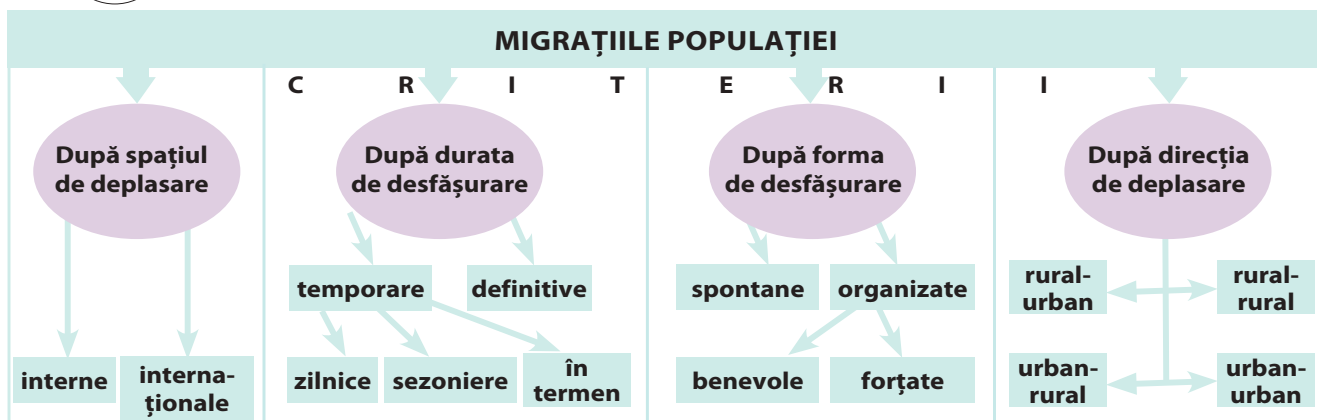 MIGRAȚIILE POPULAȚIEI
C R I T E R I I
După spațiul
de deplasare
După durata
de desfășurare
După forma
de desfășurare
După direcția
de deplasare
interne
interna-
ționale
temporare
definitive
zilnice
sezoniere
în
termen
spontane
organizate
benevole
forțate
rural-
urban
rural-
rural
urban-
rural
urban-
urban